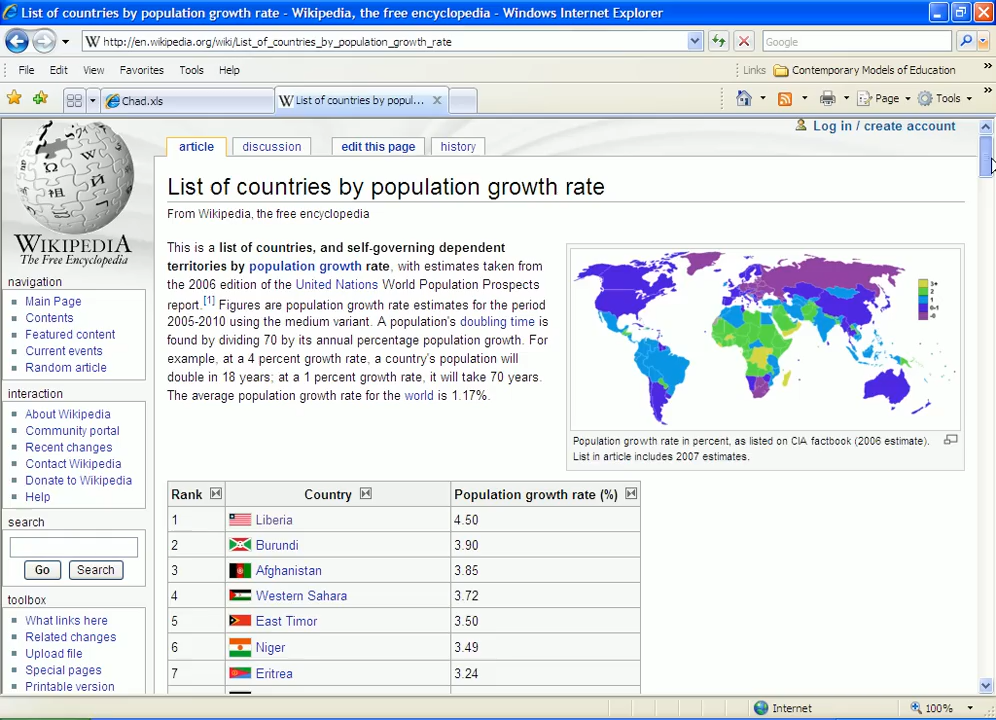 List of countries by population growth rate - Wikipedia, the free encyclopedia - Windows Internet Explorer
http://en.wikipedia.org/wiki/List_of_countries_by_population_growth_rate
Google
File Edit View Favorites Tools Help
Links Contemporary Models of Education »
Chad.xls
List of countries by popul...
Page Tools »
Log in / create account
article discussion edit this page history
List of countries by population growth rate
From Wikipedia, the free encyclopedia
WIKIPEDIA
The Free Encyclopedia
navigation
Main Page
Contents
Featured content
Current events
Random article
interaction
About Wikipedia
Community portal
Recent changes
Contact Wikipedia
Donate to Wikipedia
Help
search
Go Search
toolbox
What links here
Related changes
Upload file
Special pages
Printable version
This is a list of countries, and self-governing dependent
territories by population growth rate, with estimates taken from
the 2006 edition of the United Nations World Population Prospects
report.[1] Figures are population growth rate estimates for the period
2005-2010 using the medium variant. A population's doubling time is
found by dividing 70 by its annual percentage population growth. For
example, at a 4 percent growth rate, a country's population will
double in 18 years; at a 1 percent growth rate, it will take 70 years.
The average population growth rate for the world is 1.17%.
3+
2
1
0-1
-0
Population growth rate in percent, as listed on CIA factbook (2006 estimate).
List in article includes 2007 estimates.
Rank Country Population growth rate (%)
1 Liberia 4.50
2 Burundi 3.90
3 Afghanistan 3.85
4 Western Sahara 3.72
5 East Timor 3.50
6 Niger 3.49
7 Eritrea 3.24
Internet 100%